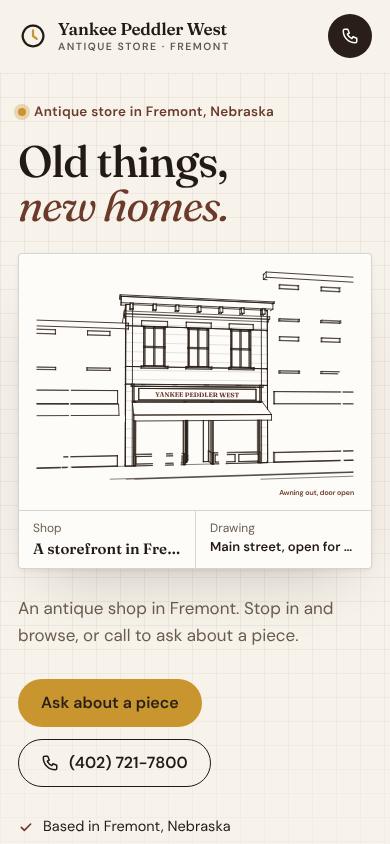 Yankee Peddler West
ANTIQUE STORE · FREMONT
Antique store in Fremont, Nebraska
Old things,
new homes.
YANKEE PEDDLER WEST
Awning out, door open
Shop
A storefront in Fre...
Drawing
Main street, open for ...
An antique shop in Fremont. Stop in and
browse, or call to ask about a piece.
Ask about a piece
(402) 721-7800
Based in Fremont, Nebraska